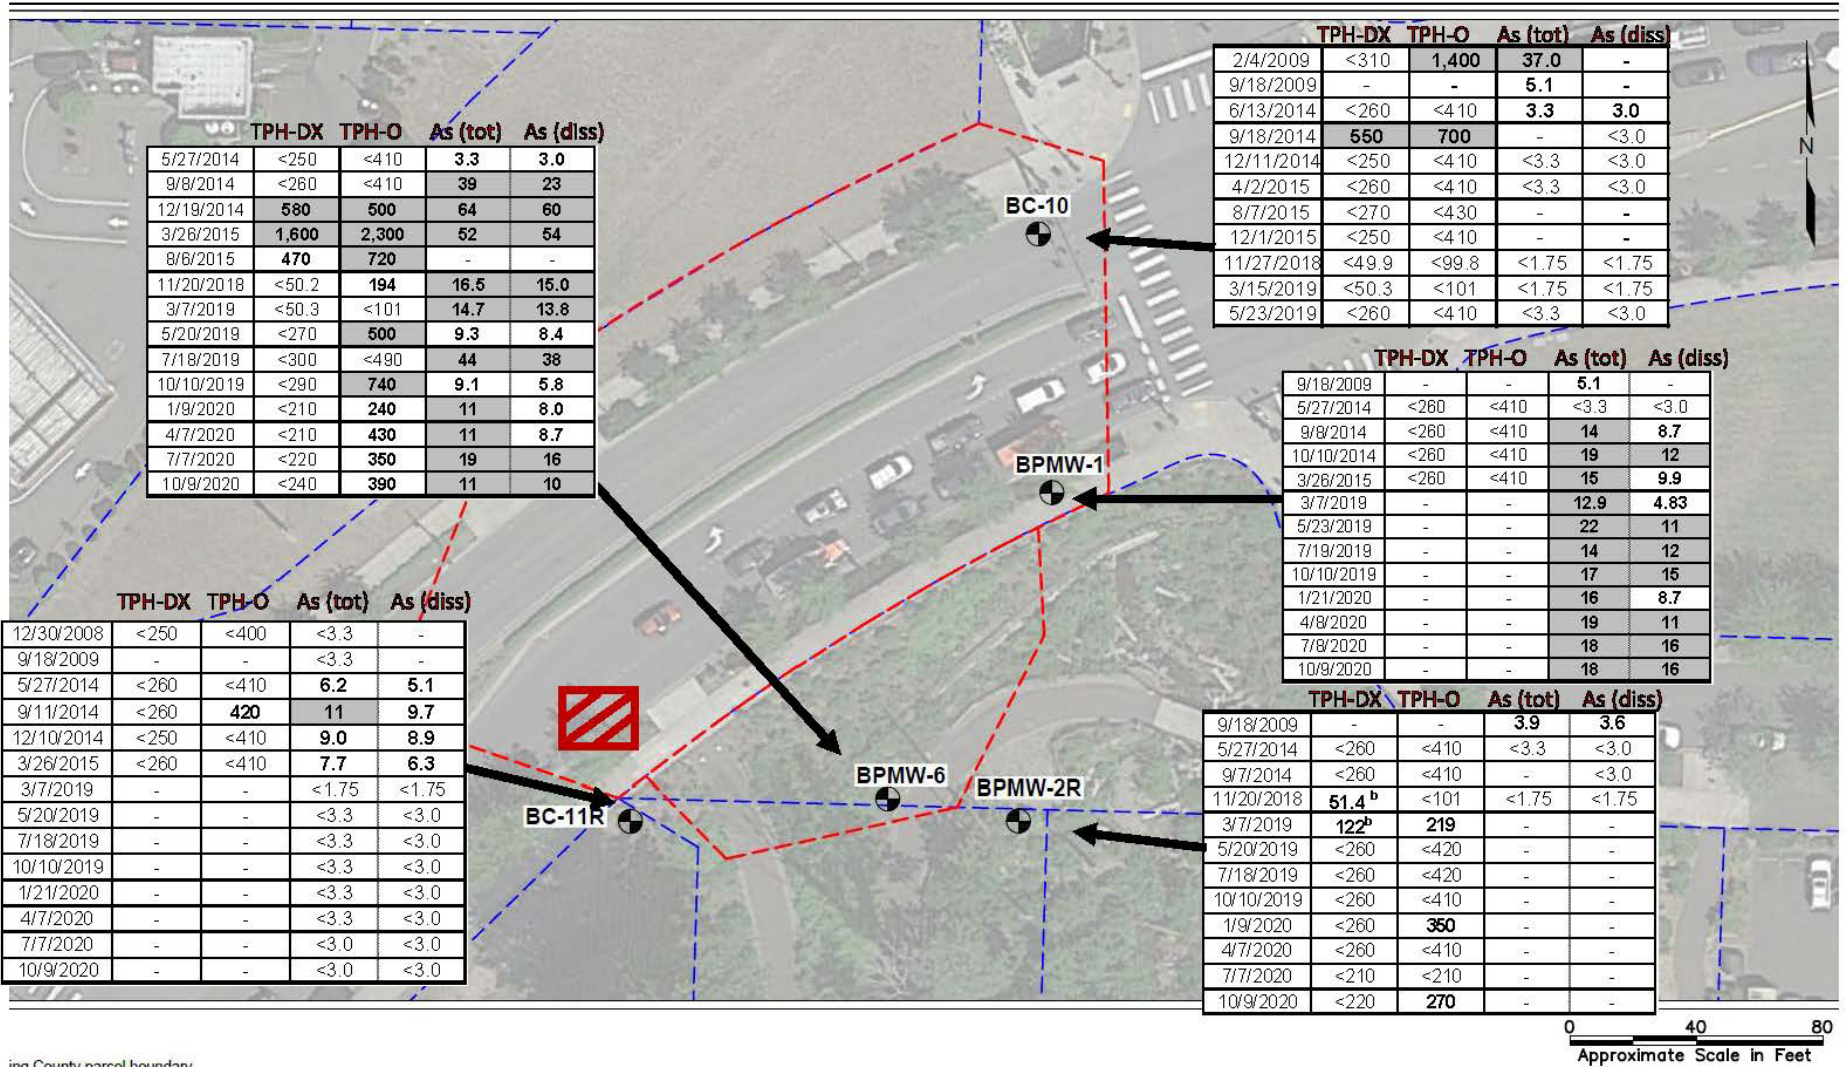 TPH-DX TPH-O As (tot) As (diss)
2/4/2009 <310 1,400 37.0 -
9/18/2009 - - 5.1 -
6/13/2014 <260 <410 3.3 3.0
9/18/2014 550 700 - <3.0
12/11/2014 <250 <410 <3.3 <3.0
4/2/2015 <260 <410 <3.3 <3.0
8/7/2015 <270 <430 - -
12/1/2015 <250 <410 - -
11/27/2018 <49.9 <99.8 <1.75 <1.75
3/15/2019 <50.3 <101 <1.75 <1.75
5/23/2019 <260 <410 <3.3 <3.0
N
TPH-DX TPH-O As (tot) As (diss)
5/27/2014 <250 <410 3.3 3.0
9/8/2014 <260 <410 39 23
12/19/2014 580 500 64 60
3/26/2015 1,600 2,300 52 54
8/6/2015 470 720 - -
11/20/2018 <50.2 194 16.5 15.0
3/7/2019 <50.3 <101 14.7 13.8
5/20/2019 <270 500 9.3 8.4
7/18/2019 <300 <490 44 38
10/10/2019 <290 740 9.1 5.8
1/9/2020 <210 240 11 8.0
4/7/2020 <210 430 11 8.7
7/7/2020 <220 350 19 16
10/9/2020 <240 390 11 10
BC-10
TPH-DX TPH-O As (tot) As (diss)
9/18/2009 - - 5.1 -
5/27/2014 <260 <410 <3.3 <3.0
9/8/2014 <260 <410 14 8.7
10/10/2014 <260 <410 19 12
3/26/2015 <260 <410 15 9.9
3/7/2019 - - 12.9 4.83
5/23/2019 - - 22 11
7/19/2019 - - 14 12
10/10/2019 - - 17 15
1/21/2020 - - 16 8.7
4/8/2020 - - 19 11
7/8/2020 - - 18 16
10/9/2020 - - 18 16
BPMW-1
TPH-DX TPH-O As (tot) As (diss)
12/30/2008 <250 <400 <3.3 -
9/18/2009 - - <3.3 -
5/27/2014 <260 <410 6.2 5.1
9/11/2014 <260 420 11 9.7
12/10/2014 <250 <410 9.0 8.9
3/26/2015 <260 <410 7.7 6.3
3/7/2019 - - <1.75 <1.75
5/20/2019 - - <3.3 <3.0
7/18/2019 - - <3.3 <3.0
10/10/2019 - - <3.3 <3.0
1/21/2020 - - <3.3 <3.0
4/7/2020 - - <3.3 <3.0
7/7/2020 - - <3.0 <3.0
10/9/2020 - - <3.0 <3.0
BC-11R
BPMW-6
BPMW-2R
TPH-DX TPH-O As (tot) As (diss)
9/18/2009 - - 3.9 3.6
5/27/2014 <260 <410 <3.3 <3.0
9/7/2014 <260 <410 - <3.0
11/20/2018 51.4 b <101 <1.75 <1.75
3/7/2019 122b 219 - -
5/20/2019 <260 <420 - -
7/18/2019 <260 <420 - -
10/10/2019 <260 <410 - -
1/9/2020 <260 350 - -
4/7/2020 <260 <410 - -
7/7/2020 <210 <210 - -
10/9/2020 <220 270 - -
0 40 80
Approximate Scale in Feet
ing County parcel boundary